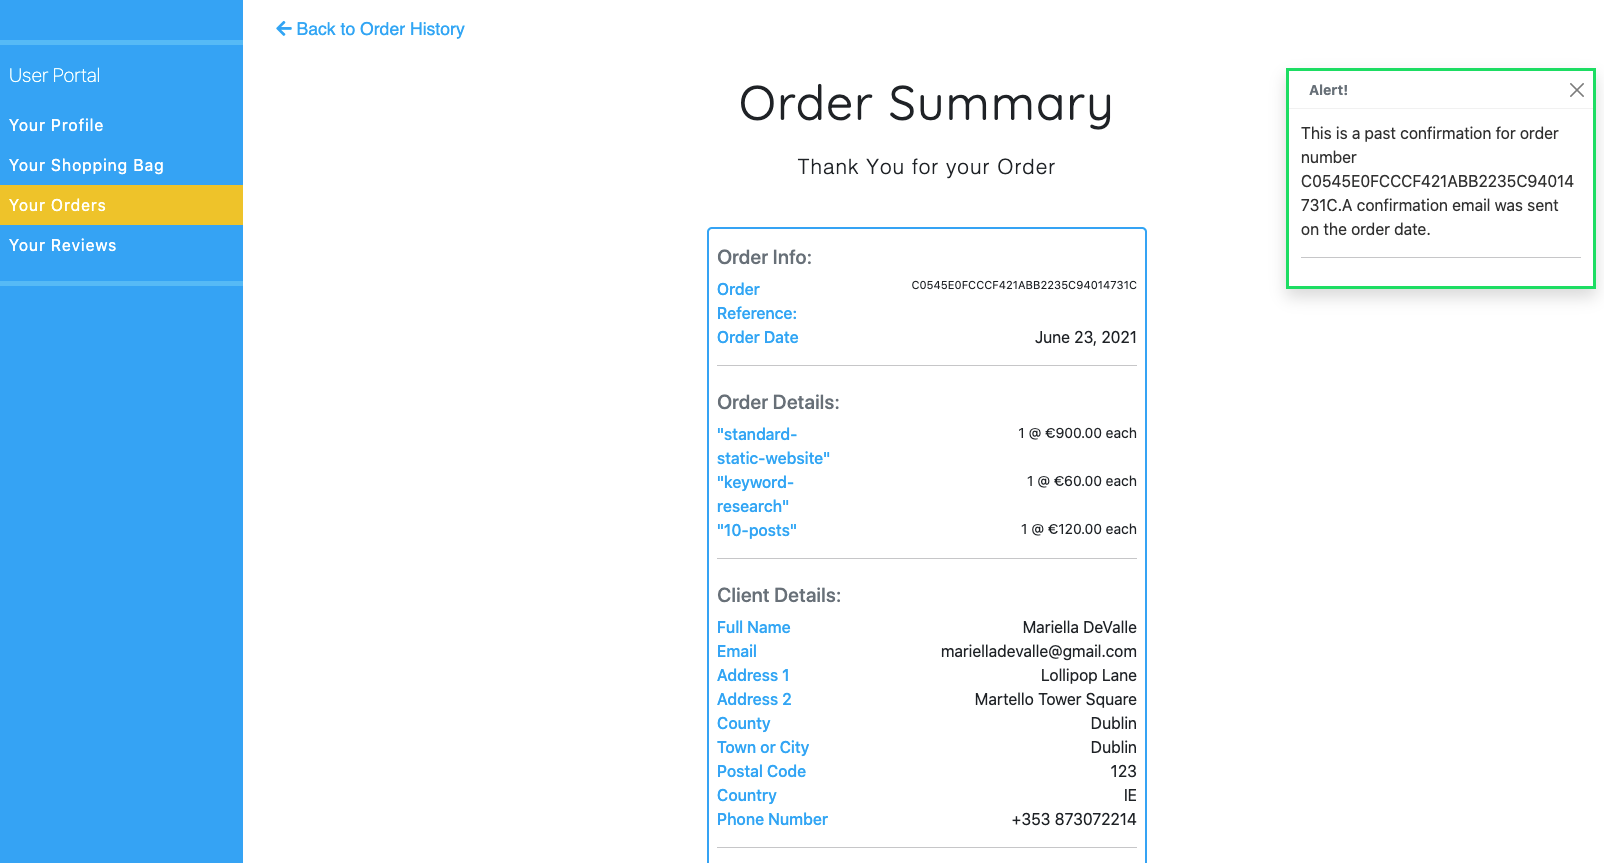 Back to Order History
User Portal
Your Profile
Your Shopping Bag
Your Orders
Your Reviews
Order Summary
Thank You for your Order
Alert!
This is a past confirmation for order
number
C0545E0FCCCF421ABB2235C94014
731C.A confirmation email was sent
on the order date.
Order Info:
Order C0545E0FCCCF421ABB2235C94014731C
Reference:
Order Date June 23, 2021
Order Details:
"standard- 1 @ €900.00 each
static-website"
"keyword- 1 @ €60.00 each
research"
"10-posts" 1 @ €120.00 each
Client Details:
Full Name Mariella DeValle
Email marielladevalle@gmail.com
Address 1 Lollipop Lane
Address 2 Martello Tower Square
County Dublin
Town or City Dublin
Postal Code 123
Country IE
Phone Number +353 873072214